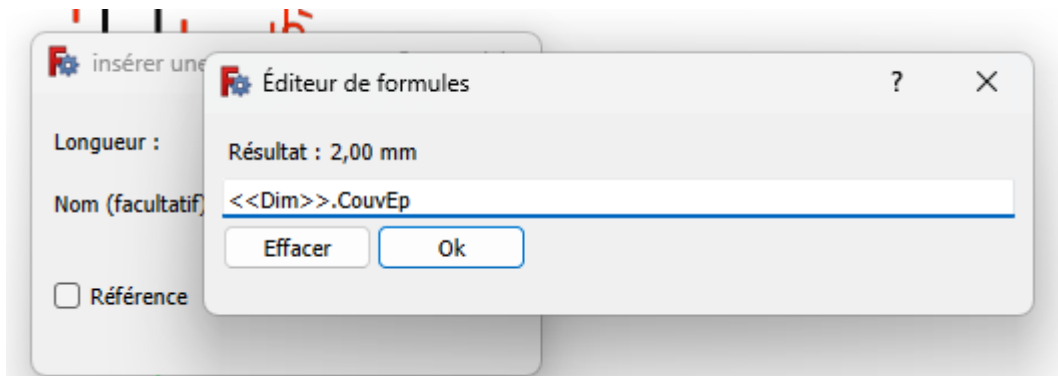 insérer une
Éditeur de formules ?
Longueur :
Résultat : 2,00 mm
Nom (facultatif)
<<Dim>>.CouvEp
Effacer Ok
Référence